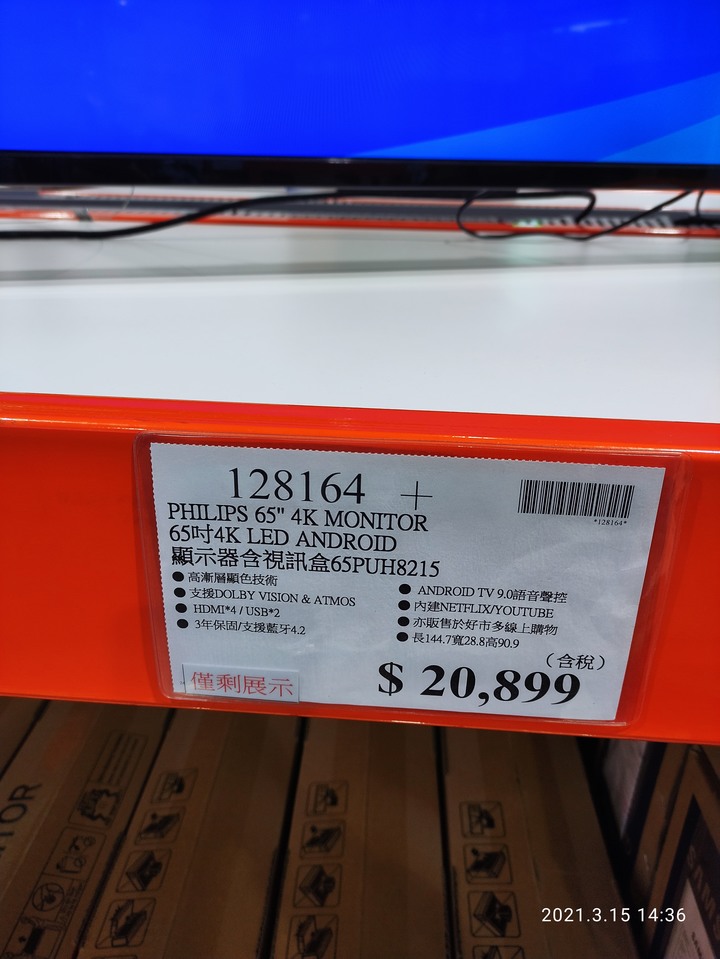 128164 +
*128164*
PHILIPS 65" 4K MONITOR
65吋4K LED ANDROID
顯示器含視訊盒65PUH8215
● 高漸層顯色技術
● 支援DOLBY VISION & ATMOS
● HDMI*4 / USB*2
● 3年保固/支援藍牙4.2
● ANDROID TV 9.0語音聲控
● 內建NETFLIX/YOUTUBE
● 亦販售於好市多線上購物
● 長144.7寬28.8高90.9
(含稅)
僅剩展示
$ 20,899
TOR
2021.3.15 14:36